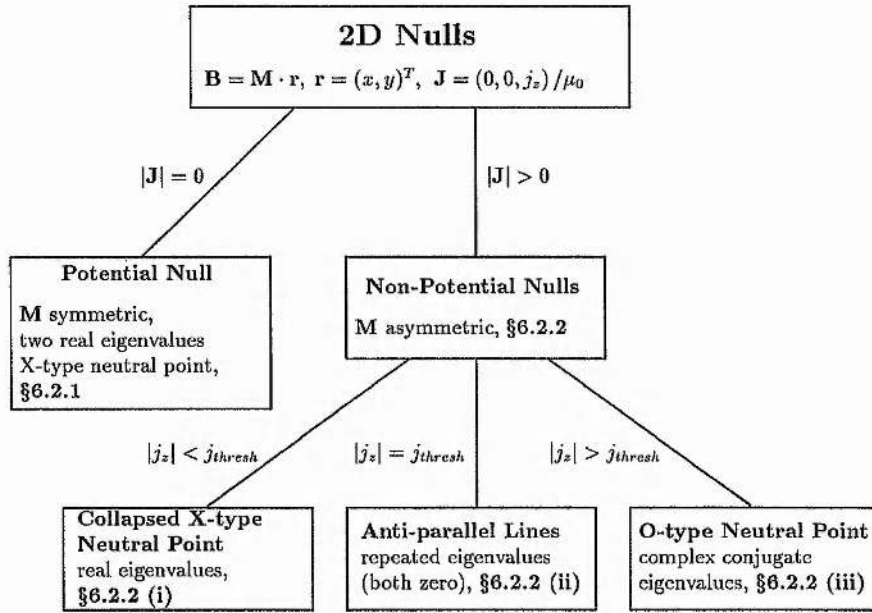 2D Nulls
B = M · r, r = (x, y)^T, J = (0, 0, j_z) /μ_0
|J| = 0
|J| > 0
Potential Null
M symmetric,
two real eigenvalues
X-type neutral point,
§6.2.1
Non-Potential Nulls
M asymmetric, §6.2.2
|j_z| < j_thresh
|j_z| = j_thresh
|j_z| > j_thresh
Collapsed X-type
Neutral Point
real eigenvalues,
§6.2.2 (i)
Anti-parallel Lines
repeated eigenvalues
(both zero), §6.2.2 (ii)
O-type Neutral Point
complex conjugate
eigenvalues, §6.2.2 (iii)